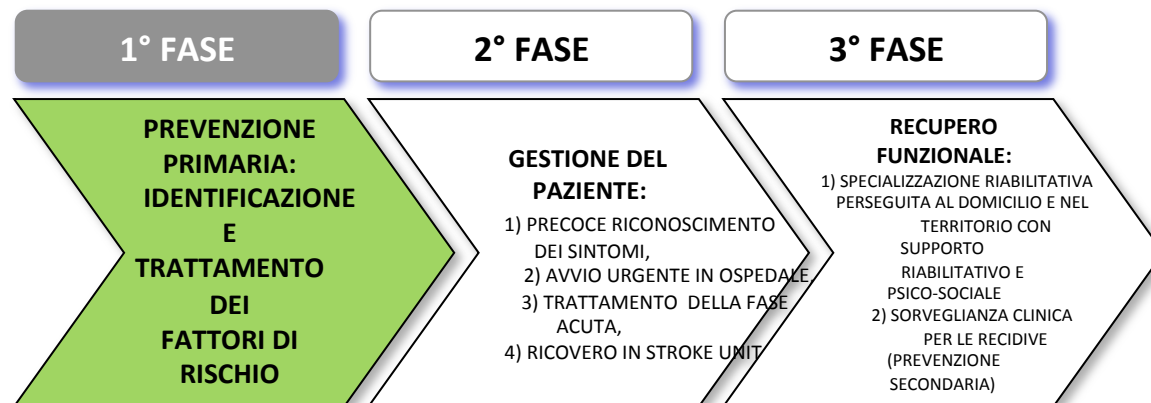 1° FASE
PREVENZIONE
PRIMARIA:
IDENTIFICAZIONE
E
TRATTAMENTO
DEI
FATTORI DI
RISCHIO
2° FASE
GESTIONE DEL
PAZIENTE:
1) PRECOCE RICONOSCIMENTO
DEI SINTOMI,
2) AVVIO URGENTE IN OSPEDALE,
3) TRATTAMENTO DELLA FASE
ACUTA,
4) RICOVERO IN STROKE UNIT
3° FASE
RECUPERO
FUNZIONALE:
1) SPECIALIZZAZIONE RIABILITATIVA
PERSEGUITA AL DOMICILIO E NEL
TERRITORIO CON
SUPPORTO
RIABILITATIVO E
PSICO-SOCIALE
2) SORVEGLIANZA CLINICA
PER LE RECIDIVE
(PREVENZIONE
SECONDARIA)